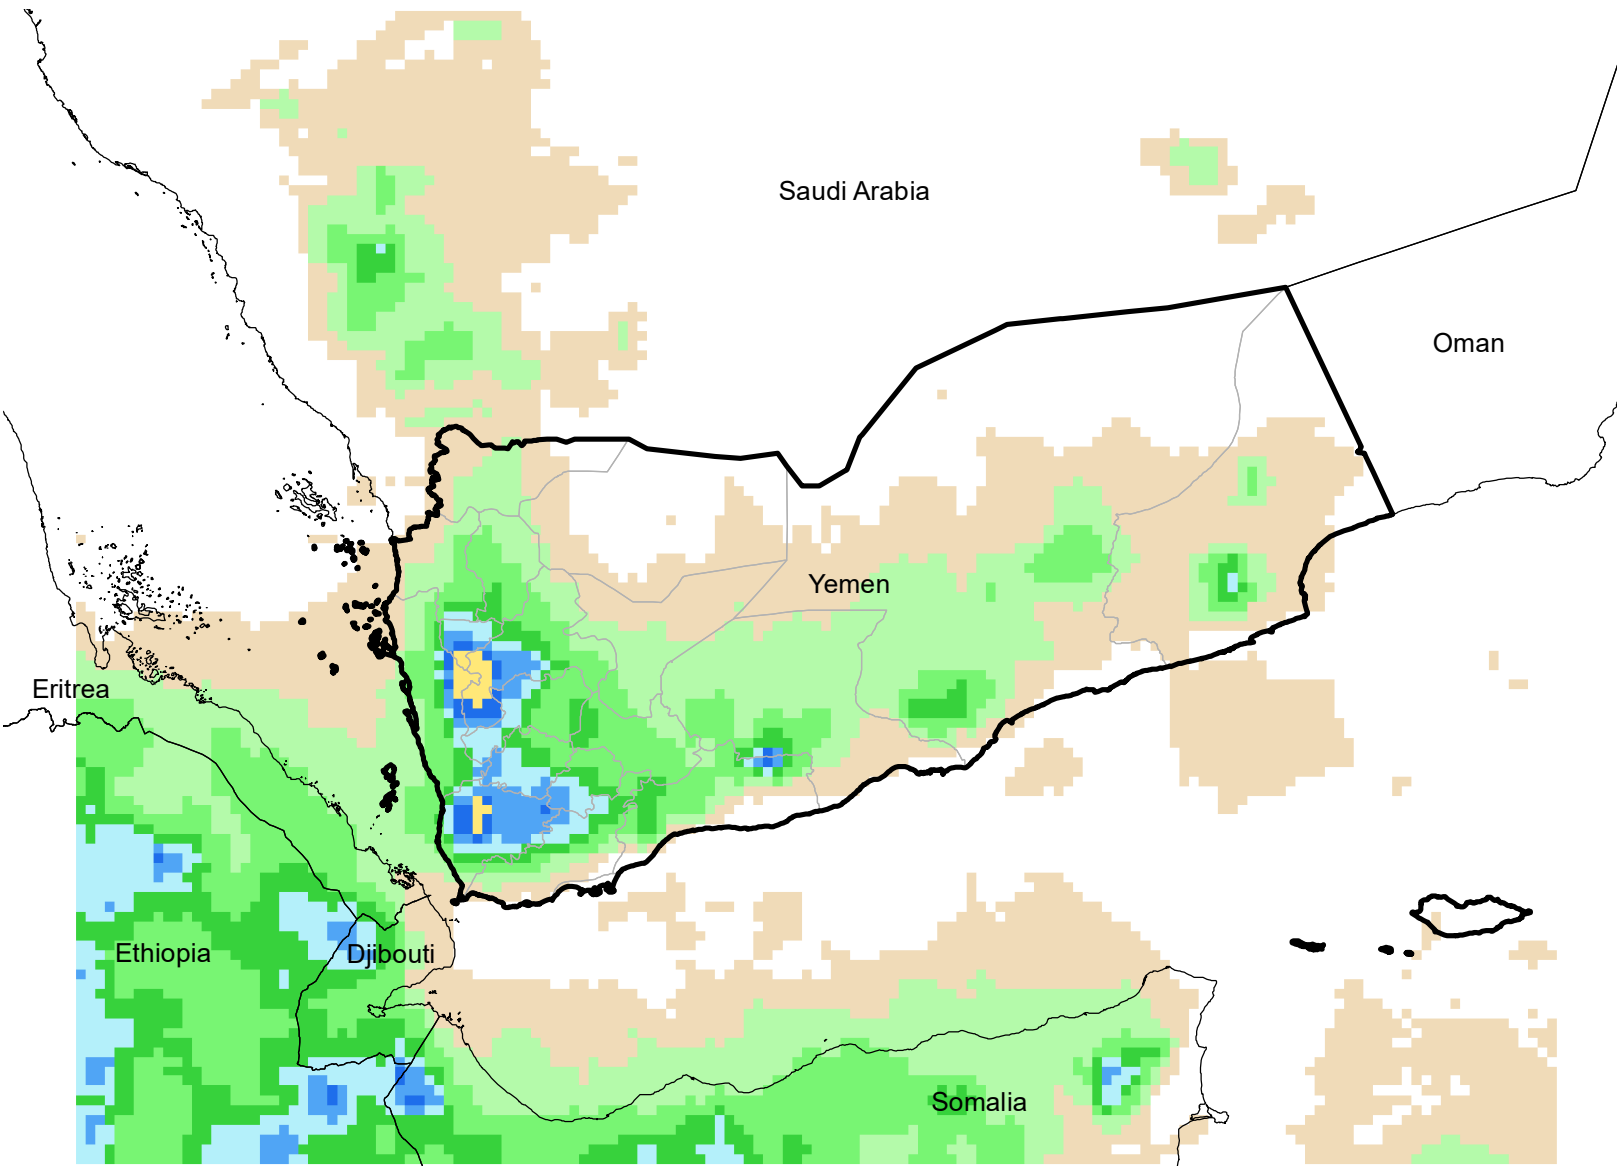 Saudi Arabia
Oman
Yemen
Eritrea
Ethiopia
Djibouti
Somalia